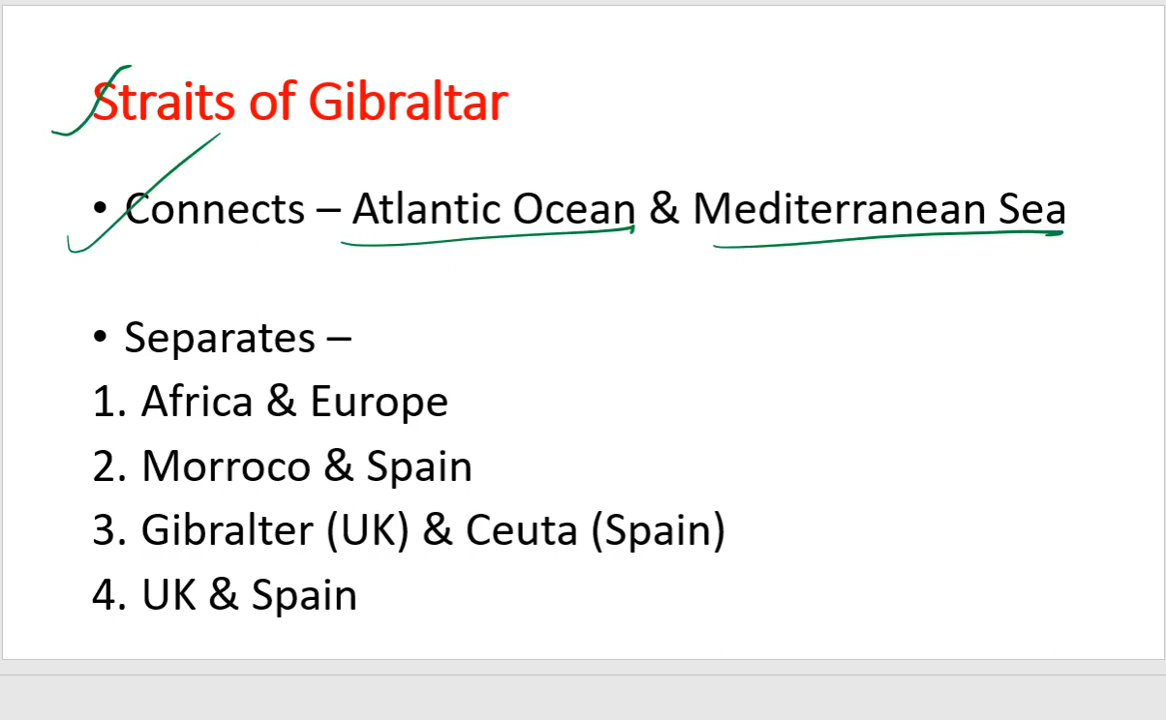 Straits of Gibraltar
• Connects – Atlantic Ocean & Mediterranean Sea
• Separates –
1. Africa & Europe
2. Morroco & Spain
3. Gibralter (UK) & Ceuta (Spain)
4. UK & Spain